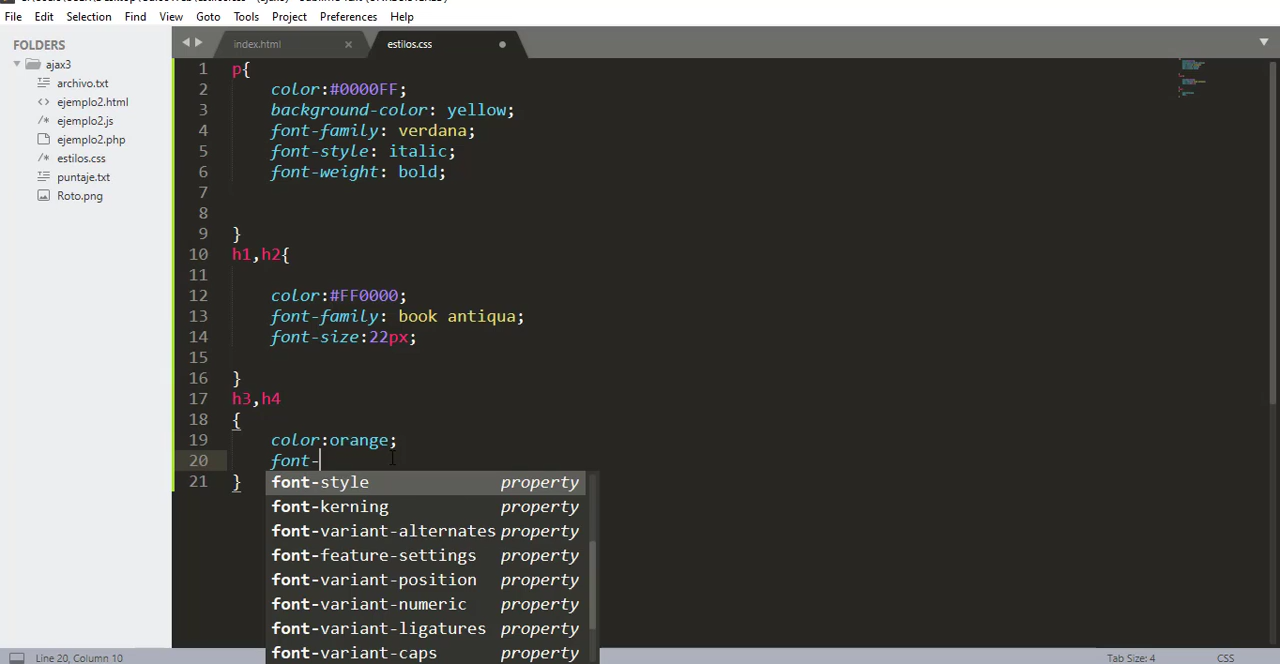 File Edit Selection Find View Goto Tools Project Preferences Help
FOLDERS
ajax3
archivo.txt
ejemplo2.html
ejemplo2.js
ejemplo2.php
estilos.css
puntaje.txt
Roto.png
index.html × estilos.css
1 p{
2 color:#0000FF;
3 background-color: yellow;
4 font-family: verdana;
5 font-style: italic;
6 font-weight: bold;
7
8
9 }
10 h1,h2{
11
12 color:#FF0000;
13 font-family: book antiqua;
14 font-size:22px;
15
16 }
17 h3,h4
18 {
19 color:orange;
20 font-
21 }
font-style property
font-kerning property
font-variant-alternates property
font-feature-settings property
font-variant-position property
font-variant-numeric property
font-variant-ligatures property
font-variant-caps property
Line 20, Column 10 Tab Size: 4 CSS